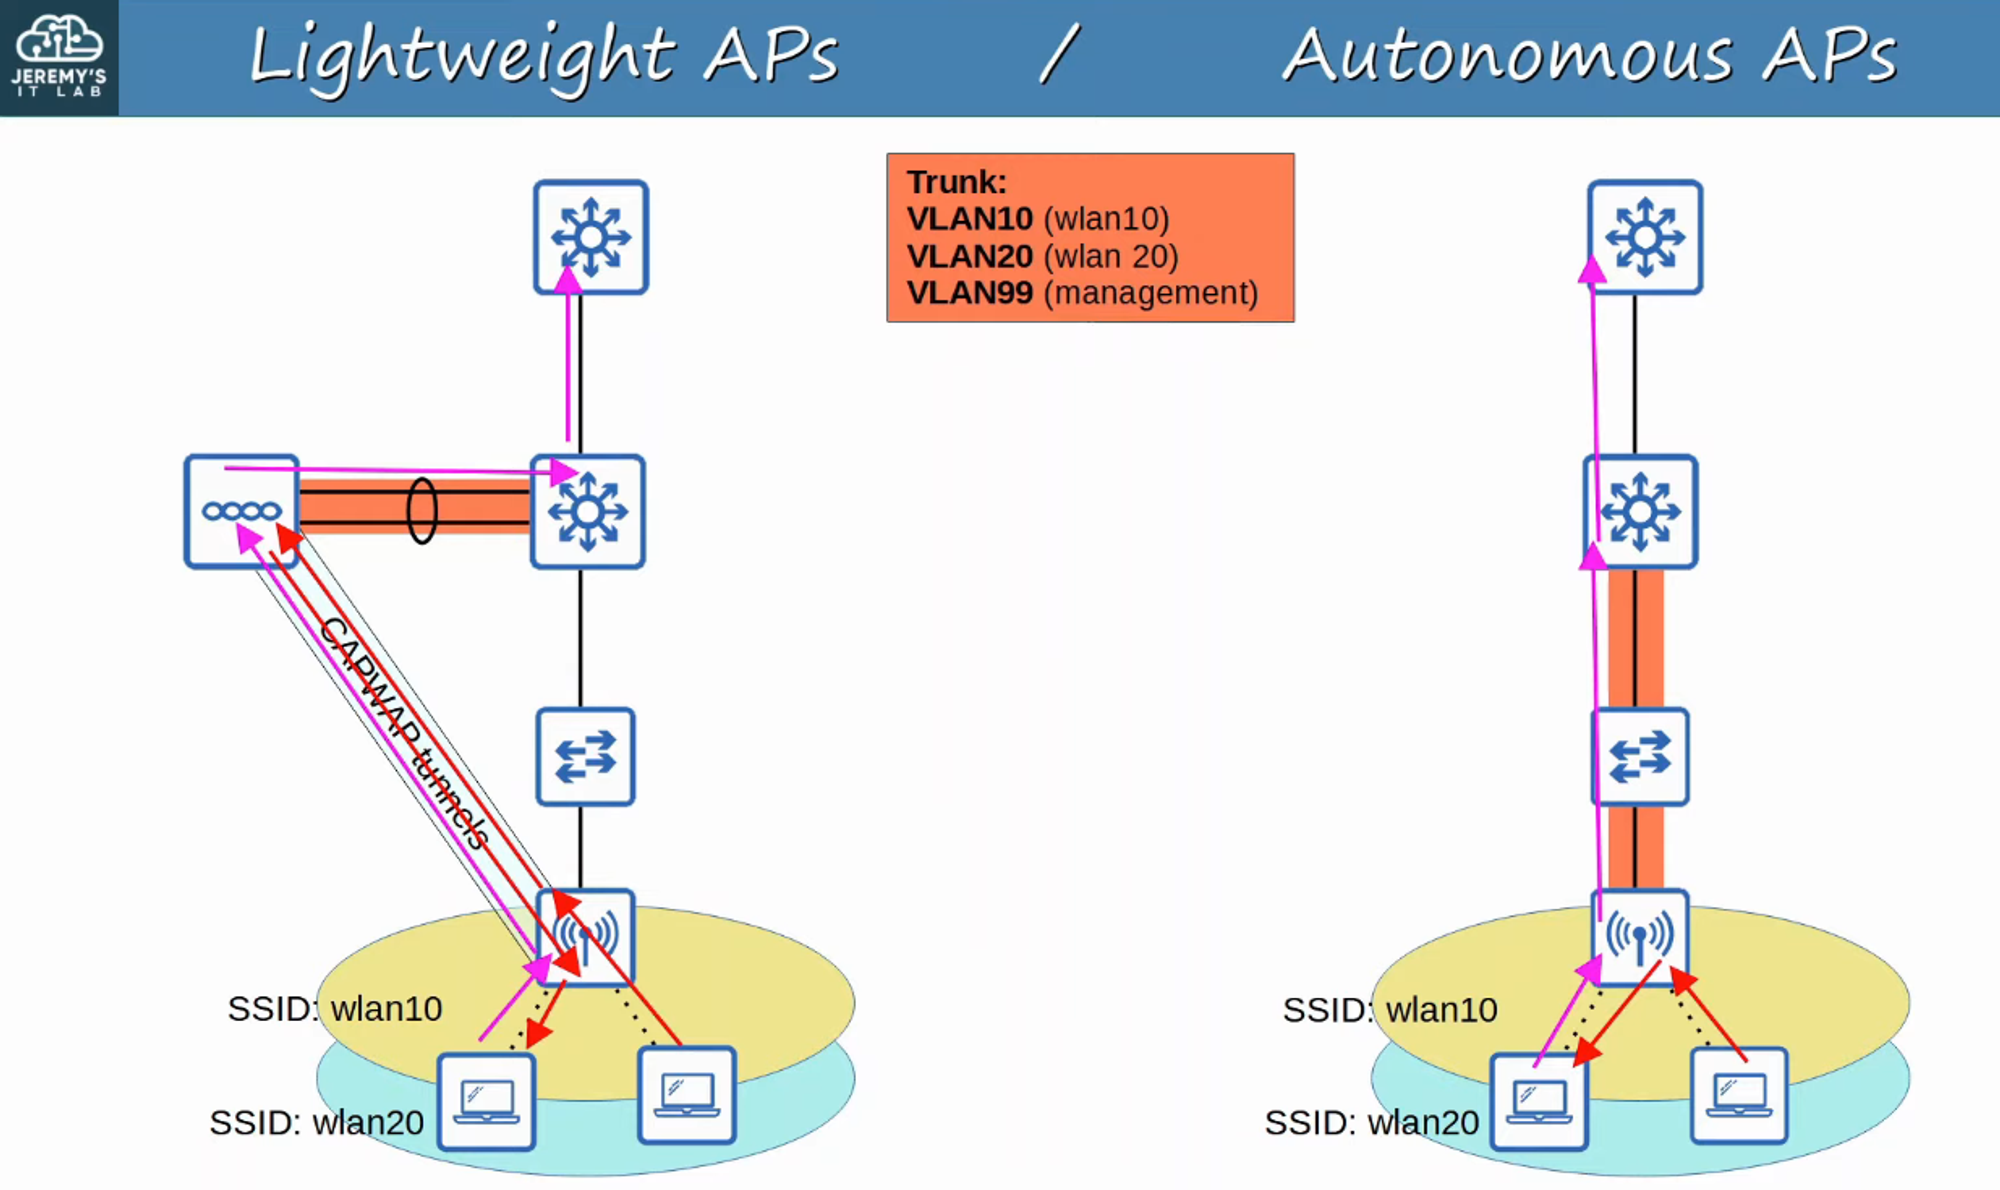 JEREMY'S
IT LAB
Lightweight APs / Autonomous APs
Trunk:
VLAN10 (wlan10)
VLAN20 (wlan 20)
VLAN99 (management)
CAPWAP tunnels
SSID: wlan10
SSID: wlan20
SSID: wlan10
SSID: wlan20